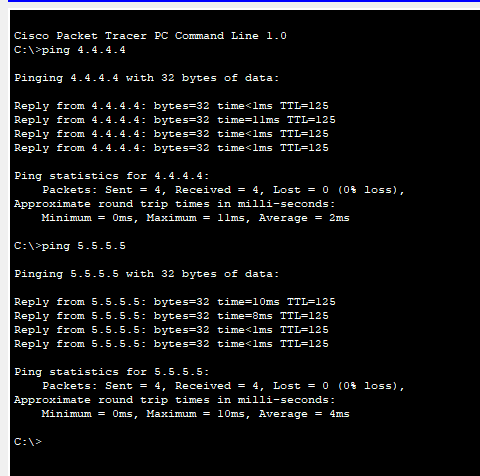 Cisco Packet Tracer PC Command Line 1.0
C:\>ping 4.4.4.4
Pinging 4.4.4.4 with 32 bytes of data:
Reply from 4.4.4.4: bytes=32 time<1ms TTL=125
Reply from 4.4.4.4: bytes=32 time=11ms TTL=125
Reply from 4.4.4.4: bytes=32 time<1ms TTL=125
Reply from 4.4.4.4: bytes=32 time<1ms TTL=125
Ping statistics for 4.4.4.4:
Packets: Sent = 4, Received = 4, Lost = 0 (0% loss),
Approximate round trip times in milli-seconds:
Minimum = 0ms, Maximum = 11ms, Average = 2ms
C:\>ping 5.5.5.5
Pinging 5.5.5.5 with 32 bytes of data:
Reply from 5.5.5.5: bytes=32 time=10ms TTL=125
Reply from 5.5.5.5: bytes=32 time=8ms TTL=125
Reply from 5.5.5.5: bytes=32 time<1ms TTL=125
Reply from 5.5.5.5: bytes=32 time<1ms TTL=125
Ping statistics for 5.5.5.5:
Packets: Sent = 4, Received = 4, Lost = 0 (0% loss),
Approximate round trip times in milli-seconds:
Minimum = 0ms, Maximum = 10ms, Average = 4ms
C:\>